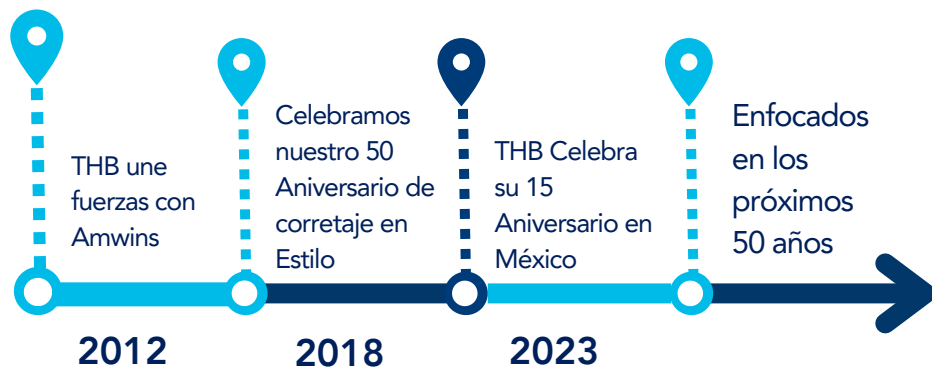 THB une
fuerzas con
Amwins
2012
Celebramos
nuestro 50
Aniversario de
corretaje en
Estilo
2018
THB Celebra
su 15
Aniversario en
México
2023
Enfocados
en los
próximos
50 años